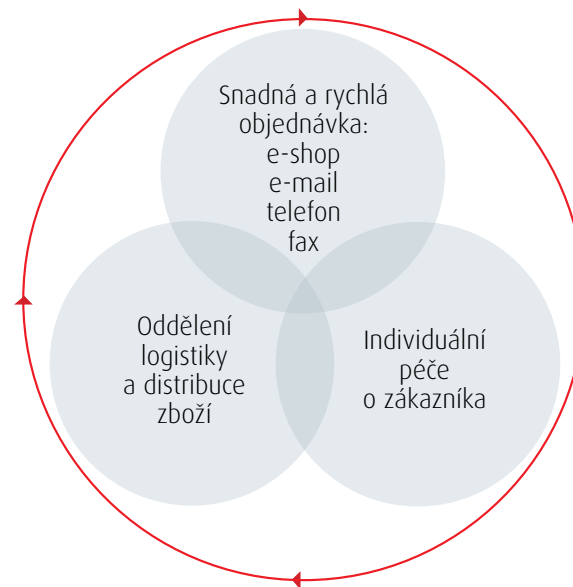 Snadná a rychlá
objednávka:
e-shop
e-mail
telefon
fax
Oddělení
logistiky
a distribuce
zboží
Individuální
péče
o zákazníka